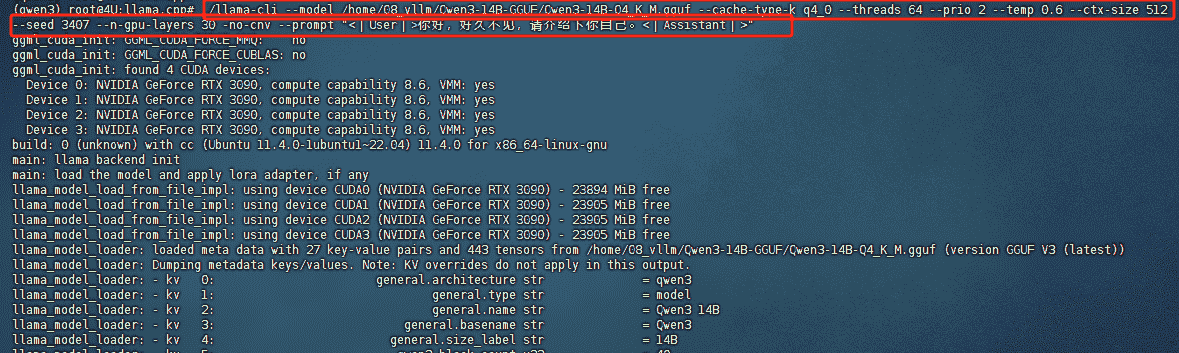 (qwen3) root@4U:llama.cpp# ./llama-cli --model /home/08_vllm/Qwen3-14B-GGUF/Qwen3-14B-Q4_K_M.gguf --cache-type-k q4_0 --threads 64 --prio 2 --temp 0.6 --ctx-size 512
--seed 3407 --n-gpu-layers 30 -no-cnv --prompt "<｜User｜>你好，好久不见，请介绍下你自己。<｜Assistant｜>"
ggml_cuda_init: GGML_CUDA_FORCE_MMQ:    no
ggml_cuda_init: GGML_CUDA_FORCE_CUBLAS: no
ggml_cuda_init: found 4 CUDA devices:
  Device 0: NVIDIA GeForce RTX 3090, compute capability 8.6, VMM: yes
  Device 1: NVIDIA GeForce RTX 3090, compute capability 8.6, VMM: yes
  Device 2: NVIDIA GeForce RTX 3090, compute capability 8.6, VMM: yes
  Device 3: NVIDIA GeForce RTX 3090, compute capability 8.6, VMM: yes
build: 0 (unknown) with cc (Ubuntu 11.4.0-1ubuntu1~22.04) 11.4.0 for x86_64-linux-gnu
main: llama backend init
main: load the model and apply lora adapter, if any
llama_model_load_from_file_impl: using device CUDA0 (NVIDIA GeForce RTX 3090) - 23894 MiB free
llama_model_load_from_file_impl: using device CUDA1 (NVIDIA GeForce RTX 3090) - 23905 MiB free
llama_model_load_from_file_impl: using device CUDA2 (NVIDIA GeForce RTX 3090) - 23905 MiB free
llama_model_load_from_file_impl: using device CUDA3 (NVIDIA GeForce RTX 3090) - 23905 MiB free
llama_model_loader: loaded meta data with 27 key-value pairs and 443 tensors from /home/08_vllm/Qwen3-14B-GGUF/Qwen3-14B-Q4_K_M.gguf (version GGUF V3 (latest))
llama_model_loader: Dumping metadata keys/values. Note: KV overrides do not apply in this output.
llama_model_loader: - kv   0:                       general.architecture str              = qwen3
llama_model_loader: - kv   1:                               general.type str              = model
llama_model_loader: - kv   2:                               general.name str              = Qwen3 14B
llama_model_loader: - kv   3:                           general.basename str              = Qwen3
llama_model_loader: - kv   4:                         general.size_label str              = 14B